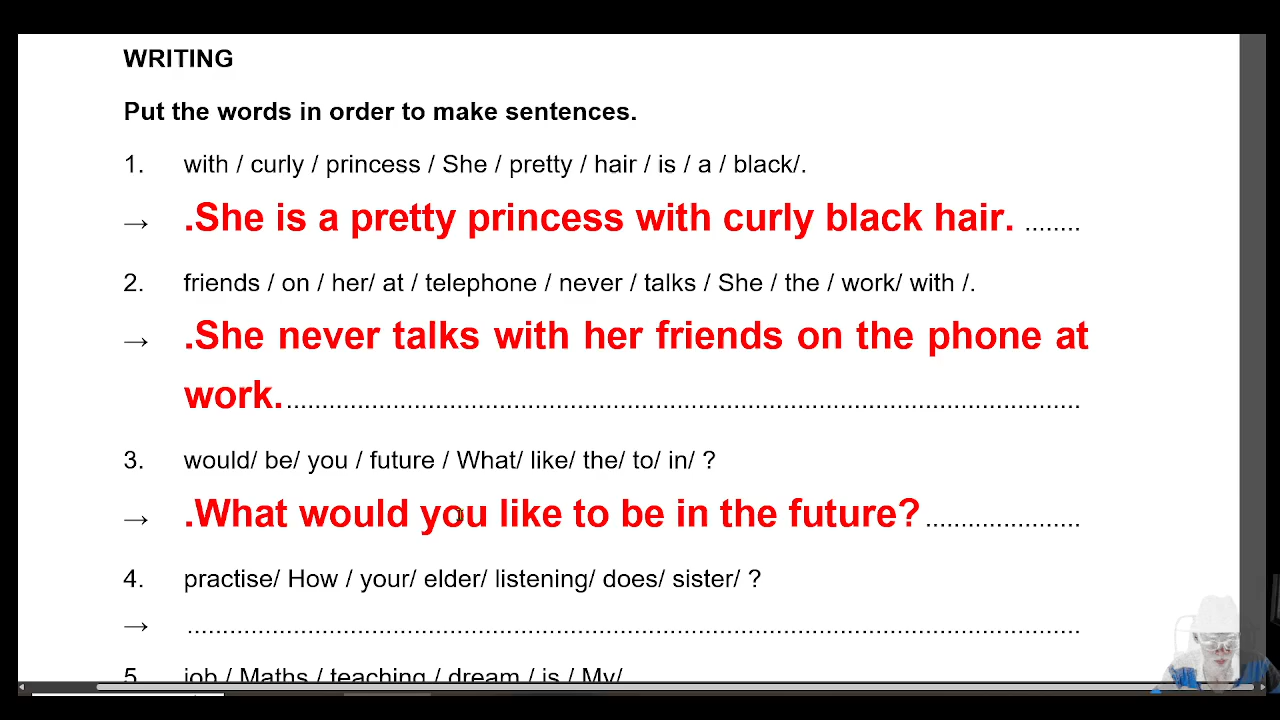 WRITING
Put the words in order to make sentences.
1. with / curly / princess / She / pretty / hair / is / a / black/.
→ .She is a pretty princess with curly black hair. ........
2. friends / on / her/ at / telephone / never / talks / She / the / work/ with /.
→ .She never talks with her friends on the phone at
work...............................................................................................
3. would/ be/ you / future / What/ like/ the/ to/ in/ ?
→ .What would you like to be in the future? ......................
4. practise/ How / your/ elder/ listening/ does/ sister/ ?
→ ..............................................................................................................................
5. job / Maths / teaching / dream / is / My/